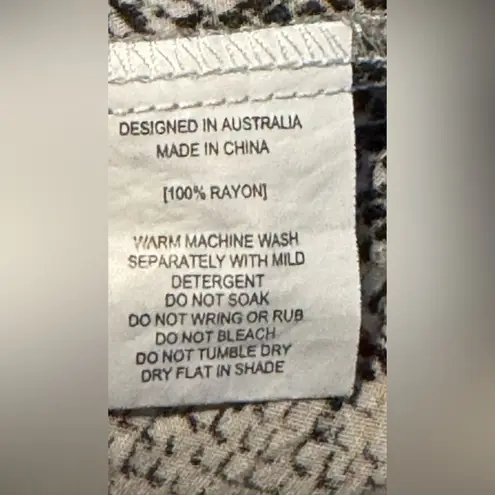 DESIGNED IN AUSTRALIA
MADE IN CHINA
[100% RAYON]
WARM MACHINE WASH
SEPARATELY WITH MILD
DETERGENT
DO NOT SOAK
DO NOT WRING OR RUB
DO NOT BLEACH
DO NOT TUMBLE DRY
DRY FLAT IN SHADE